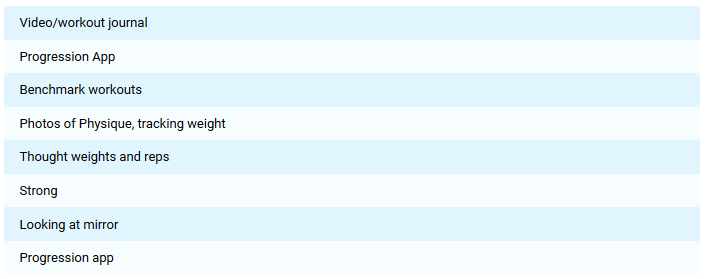 Video/workout journal
Progression App
Benchmark workouts
Photos of Physique, tracking weight
Thought weights and reps
Strong
Looking at mirror
Progression app